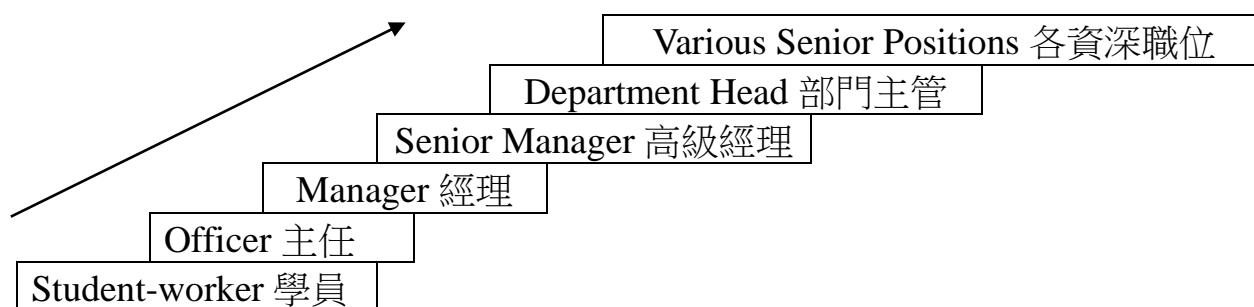 Various Senior Positions 各資深職位
Department Head 部門主管
Senior Manager 高級經理
Manager 經理
Officer 主任
Student-worker 學員